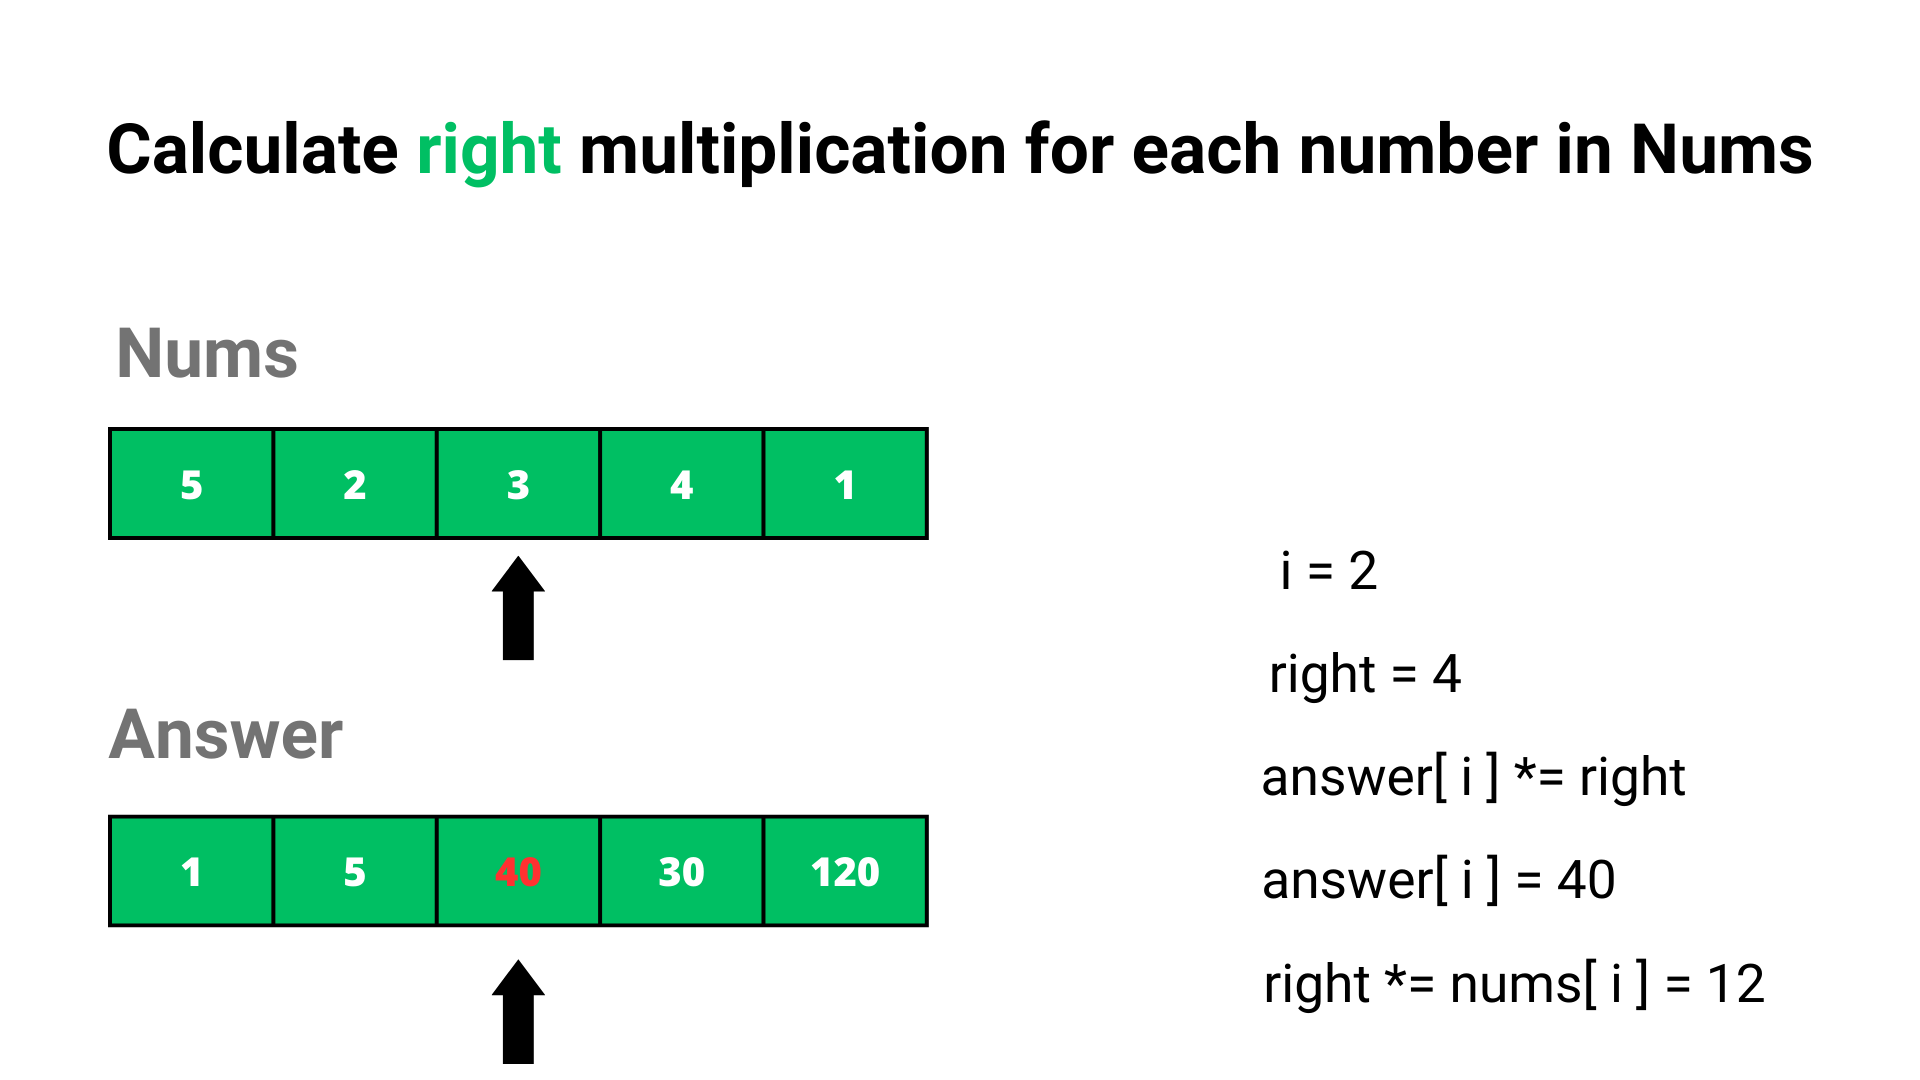 Calculate right multiplication for each number in Nums
Nums
5 2 3 4 1
Answer
1 5 40 30 120
i = 2
right = 4
answer[ i ] *= right
answer[ i ] = 40
right *= nums[ i ] = 12